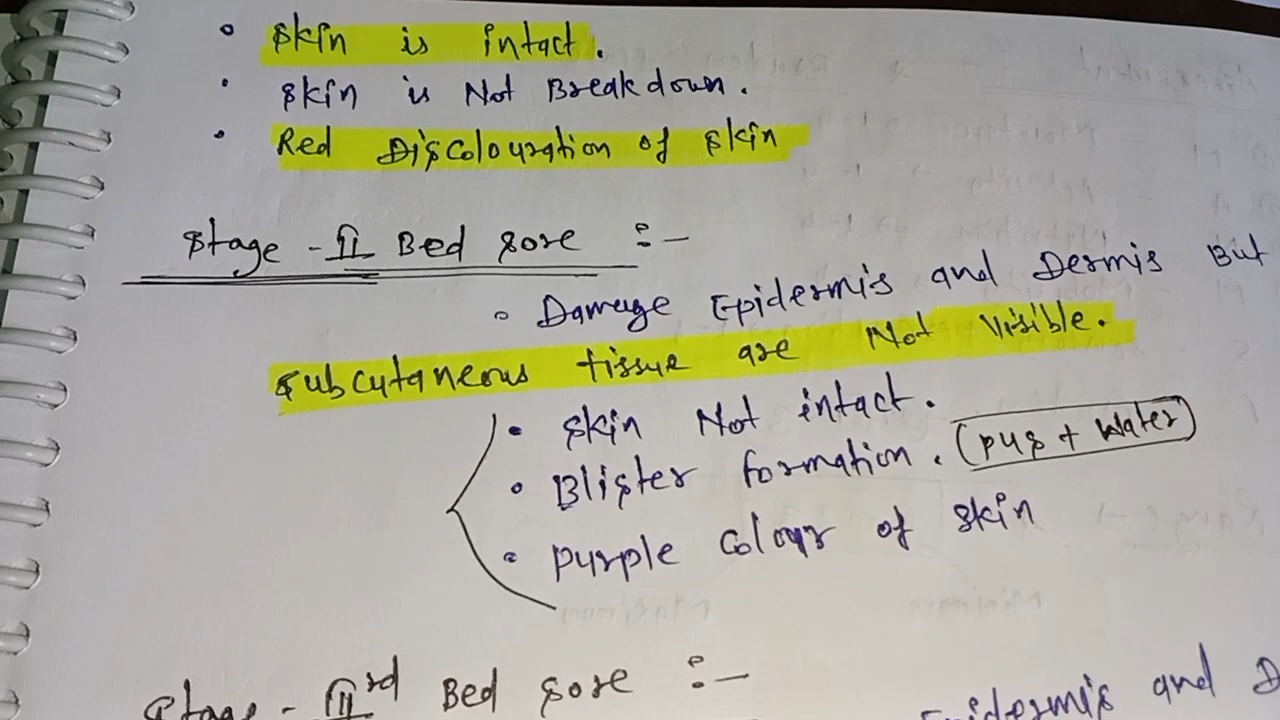 • Skin is intact.
• Skin is Not Breakdown.
• Red Discolouration of Skin
Stage - II Bed Sore :-
• Damage Epidermis and Dermis But
Subcutaneous tissue are Not Visible.
• Skin Not intact.
• Blister formation. (pus + Water)
• Purple Colour of Skin
Stage - III rd Bed Sore :-
Epidermis and D